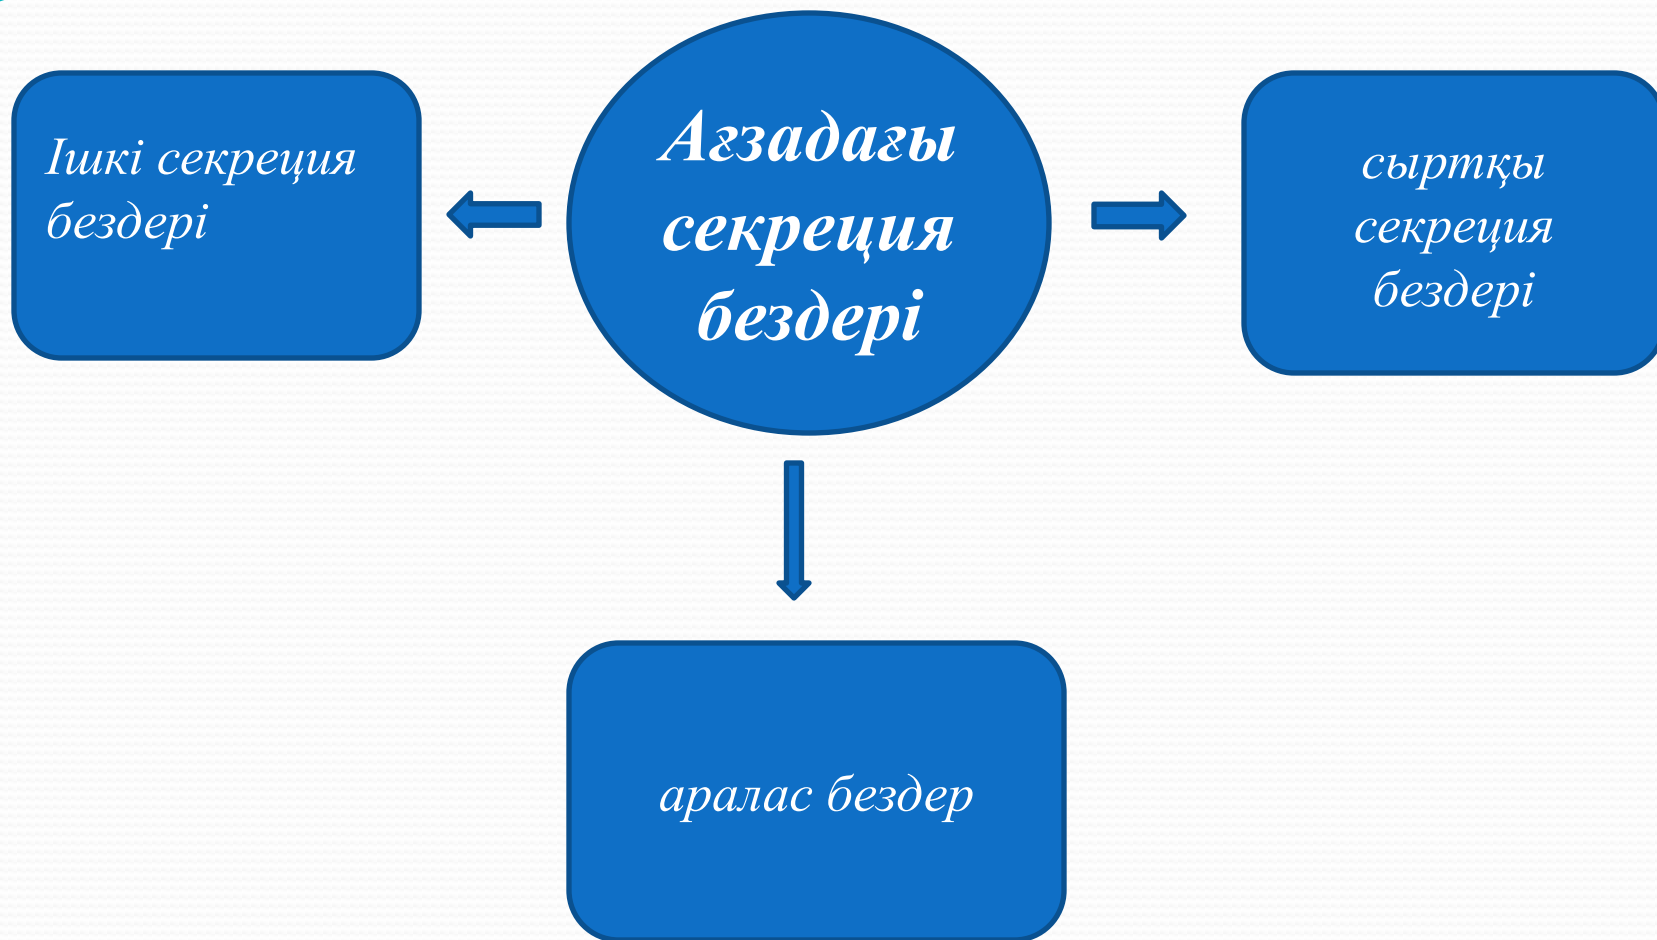 Ішкі секреция
бездері
Ағзадағы
секреция
бездері
сыртқы
секреция
бездері
аралас бездер